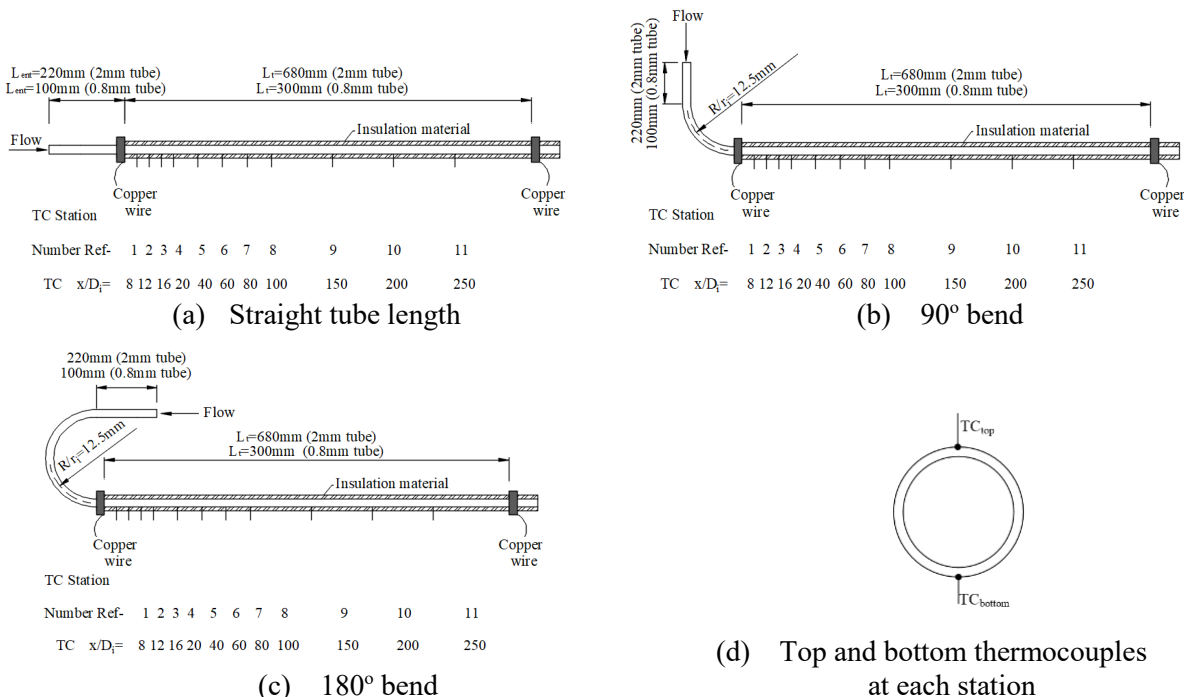 L ent=220mm (2mm tube)
L ent=100mm (0.8mm tube)
Lt=680mm (2mm tube)
Lt=300mm (0.8mm tube)
Insulation material
Flow
Copper
wire
Copper
wire
TC Station
Number Ref- 1 2 3 4 5 6 7 8 9 10 11
TC x/Di= 8 12 16 20 40 60 80 100 150 200 250
(a) Straight tube length
Flow
220mm (2mm tube)
100mm (0.8mm tube)
R/ri=12.5mm
Lt=680mm (2mm tube)
Lt=300mm (0.8mm tube)
Insulation material
Copper
wire
Copper
wire
TC Station
Number Ref- 1 2 3 4 5 6 7 8 9 10 11
TC x/Di= 8 12 16 20 40 60 80 100 150 200 250
(b) 90º bend
220mm (2mm tube)
100mm (0.8mm tube)
Flow
R/ri=12.5mm
Lt=680mm (2mm tube)
Lt=300mm (0.8mm tube)
Insulation material
Copper
wire
Copper
wire
TC Station
Number Ref- 1 2 3 4 5 6 7 8 9 10 11
TC x/Di= 8 12 16 20 40 60 80 100 150 200 250
(c) 180º bend
TCtop
TCbottom
(d) Top and bottom thermocouples
at each station